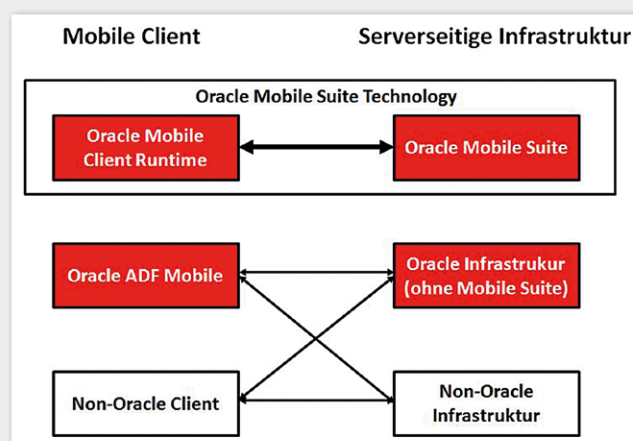 Mobile Client
Serverseitige Infrastruktur
Oracle Mobile Suite Technology
Oracle Mobile
Client Runtime
Oracle Mobile Suite
Oracle ADF Mobile
Oracle Infrastrukur
(ohne Mobile Suite)
Non-Oracle Client
Non-Oracle
Infrastruktur